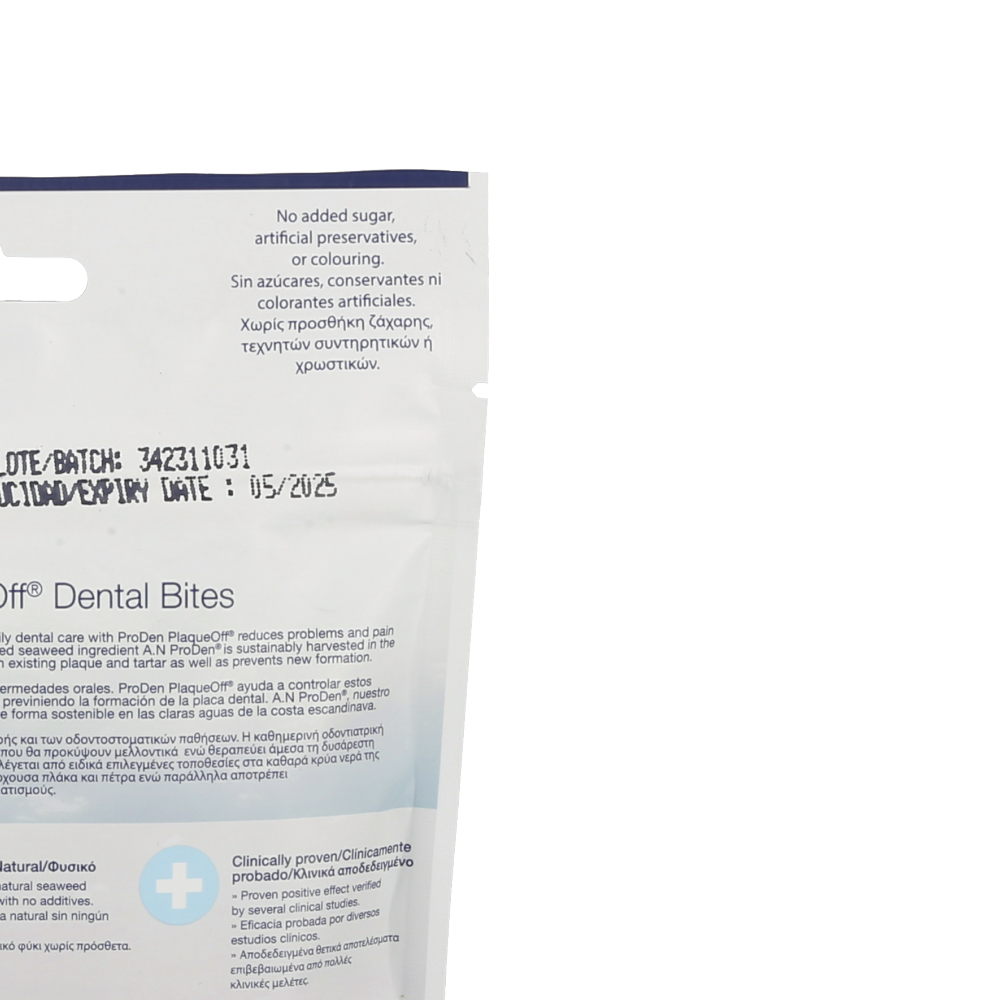 No added sugar,
artificial preservatives,
or colouring.
Sin azúcares, conservantes ni
colorantes artificiales.
Χωρίς προσθήκη ζάχαρης,
τεχνητών συντηρητικών ή
χρωστικών.
LOTE/BATCH: 342311031
UCIDAD/EXPIRY DATE : 05/2025
Off® Dental Bites
ily dental care with ProDen PlaqueOff® reduces problems and pain
ed seaweed ingredient A.N ProDen® is sustainably harvested in the
n existing plaque and tartar as well as prevents new formation.
ermedades orales. ProDen PlaqueOff® ayuda a controlar estos
previniendo la formación de la placa dental. A.N ProDen®, nuestro
e forma sostenible en las claras aguas de la costa escandinava.
ρής και των οδοντοστοματικών παθήσεων. Η καθημερινή οδοντιατρική
που θα προκύψουν μελλοντικά ενώ θεραπεύει άμεσα τη δυσάρεστη
λέγεται από ειδικά επιλεγμένες τοποθεσίες στα καθαρά κρύα νερά της
ρχουσα πλάκα και πέτρα ενώ παράλληλα αποτρέπει
ατισμούς.
Natural/Φυσικό
natural seaweed
with no additives.
a natural sin ningún
ικό φύκι χωρίς πρόσθετα.
Clinically proven/Clínicamente
probado/Κλινικά αποδεδειγμένο
» Proven positive effect verified
by several clinical studies.
» Eficacia probada por diversos
estudios clínicos.
» Αποδεδειγμένα θετικά αποτελέσματα
επιβεβαιωμένα από πολλές
κλινικές μελέτες